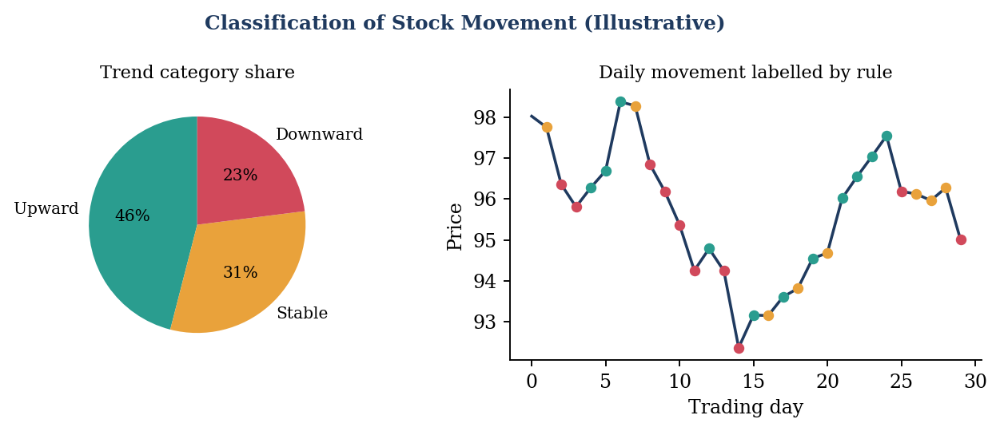 Classification of Stock Movement (Illustrative)
Trend category share
Downward
23%
Upward
46%
31%
Stable
Daily movement labelled by rule
98
97
96
95
94
93
Price
0 5 10 15 20 25 30
Trading day